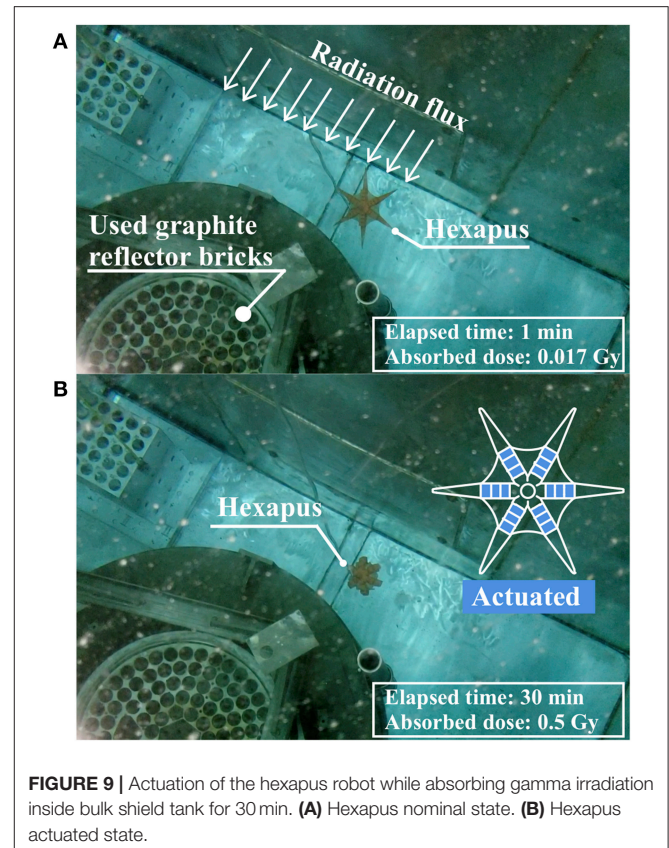 A
Radiation flux
Used graphite
reflector bricks
Hexapus
Elapsed time: 1 min
Absorbed dose: 0.017 Gy
B
Hexapus
Actuated
Elapsed time: 30 min
Absorbed dose: 0.5 Gy
FIGURE 9 | Actuation of the hexapus robot while absorbing gamma irradiation
inside bulk shield tank for 30 min. (A) Hexapus nominal state. (B) Hexapus
actuated state.